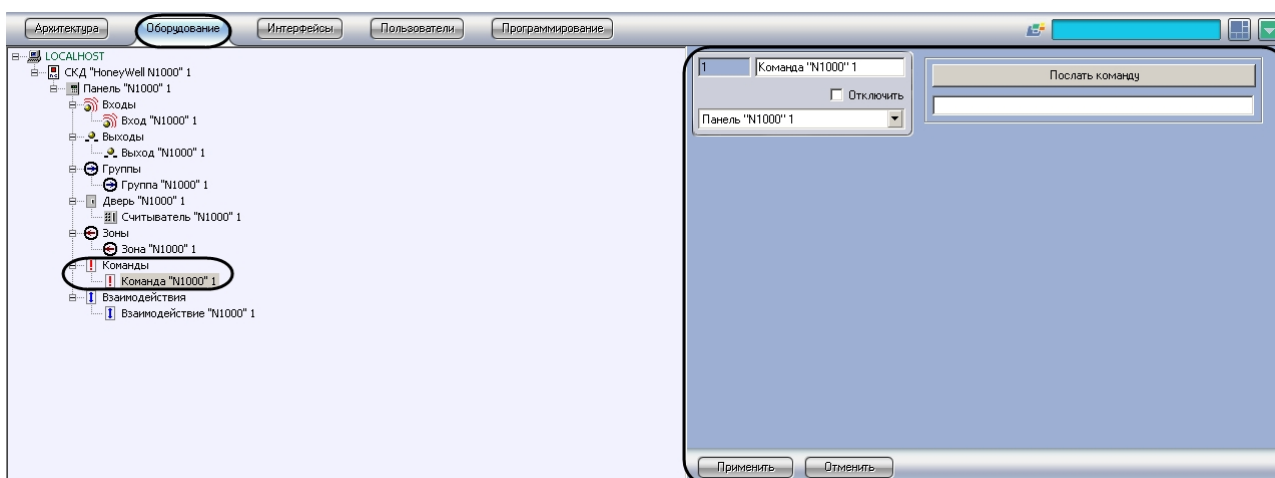 Архитектура Оборудование Интерфейсы Пользователи Программирование
LOCALHOST
СКД "HoneyWell N1000" 1
Панель "N1000" 1
Входы
Вход "N1000" 1
Выходы
Выход "N1000" 1
Группы
Группа "N1000" 1
Дверь "N1000" 1
Считыватель "N1000" 1
Зоны
Зона "N1000" 1
Команды
Команда "N1000" 1
Взаимодействия
Взаимодействие "N1000" 1
1 Команда "N1000" 1
Отключить
Панель "N1000" 1
Послать команду
Применить Отменить